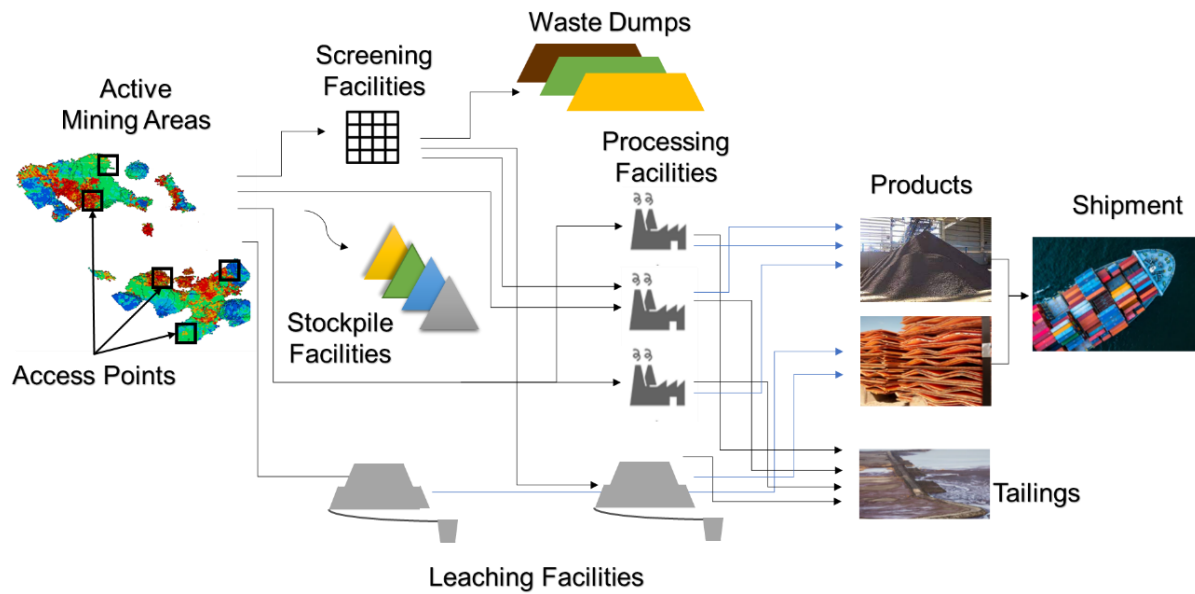 Waste Dumps
Screening
Facilities
Active
Mining Areas
Processing
Facilities
Products
Shipment
Stockpile
Facilities
Access Points
Tailings
Leaching Facilities